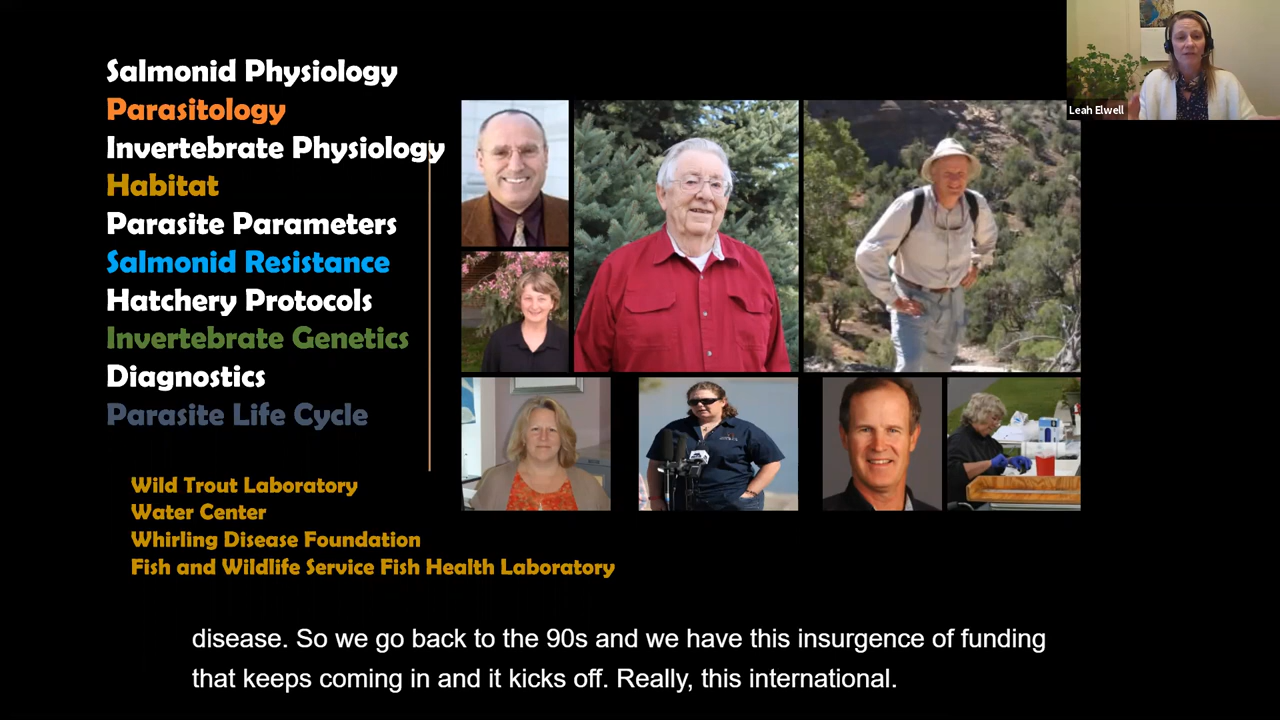 Salmonid Physiology
Parasitology
Invertebrate Physiology
Habitat
Parasite Parameters
Salmonid Resistance
Hatchery Protocols
Invertebrate Genetics
Diagnostics
Parasite Life Cycle
Wild Trout Laboratory
Water Center
Whirling Disease Foundation
Fish and Wildlife Service Fish Health Laboratory
Leah Elwell
disease. So we go back to the 90s and we have this insurgence of funding
that keeps coming in and it kicks off. Really, this international.